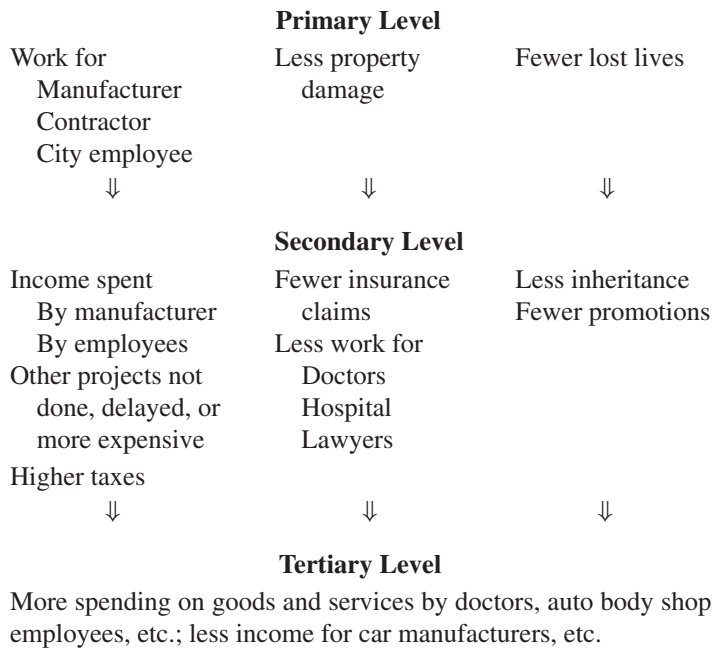 Primary Level
Work for
Manufacturer
Contractor
City employee
Less property
damage
Fewer lost lives
⇓ ⇓ ⇓
Secondary Level
Income spent
By manufacturer
By employees
Other projects not
done, delayed, or
more expensive
Higher taxes
Fewer insurance
claims
Less work for
Doctors
Hospital
Lawyers
Less inheritance
Fewer promotions
⇓ ⇓ ⇓
Tertiary Level
More spending on goods and services by doctors, auto body shop
employees, etc.; less income for car manufacturers, etc.